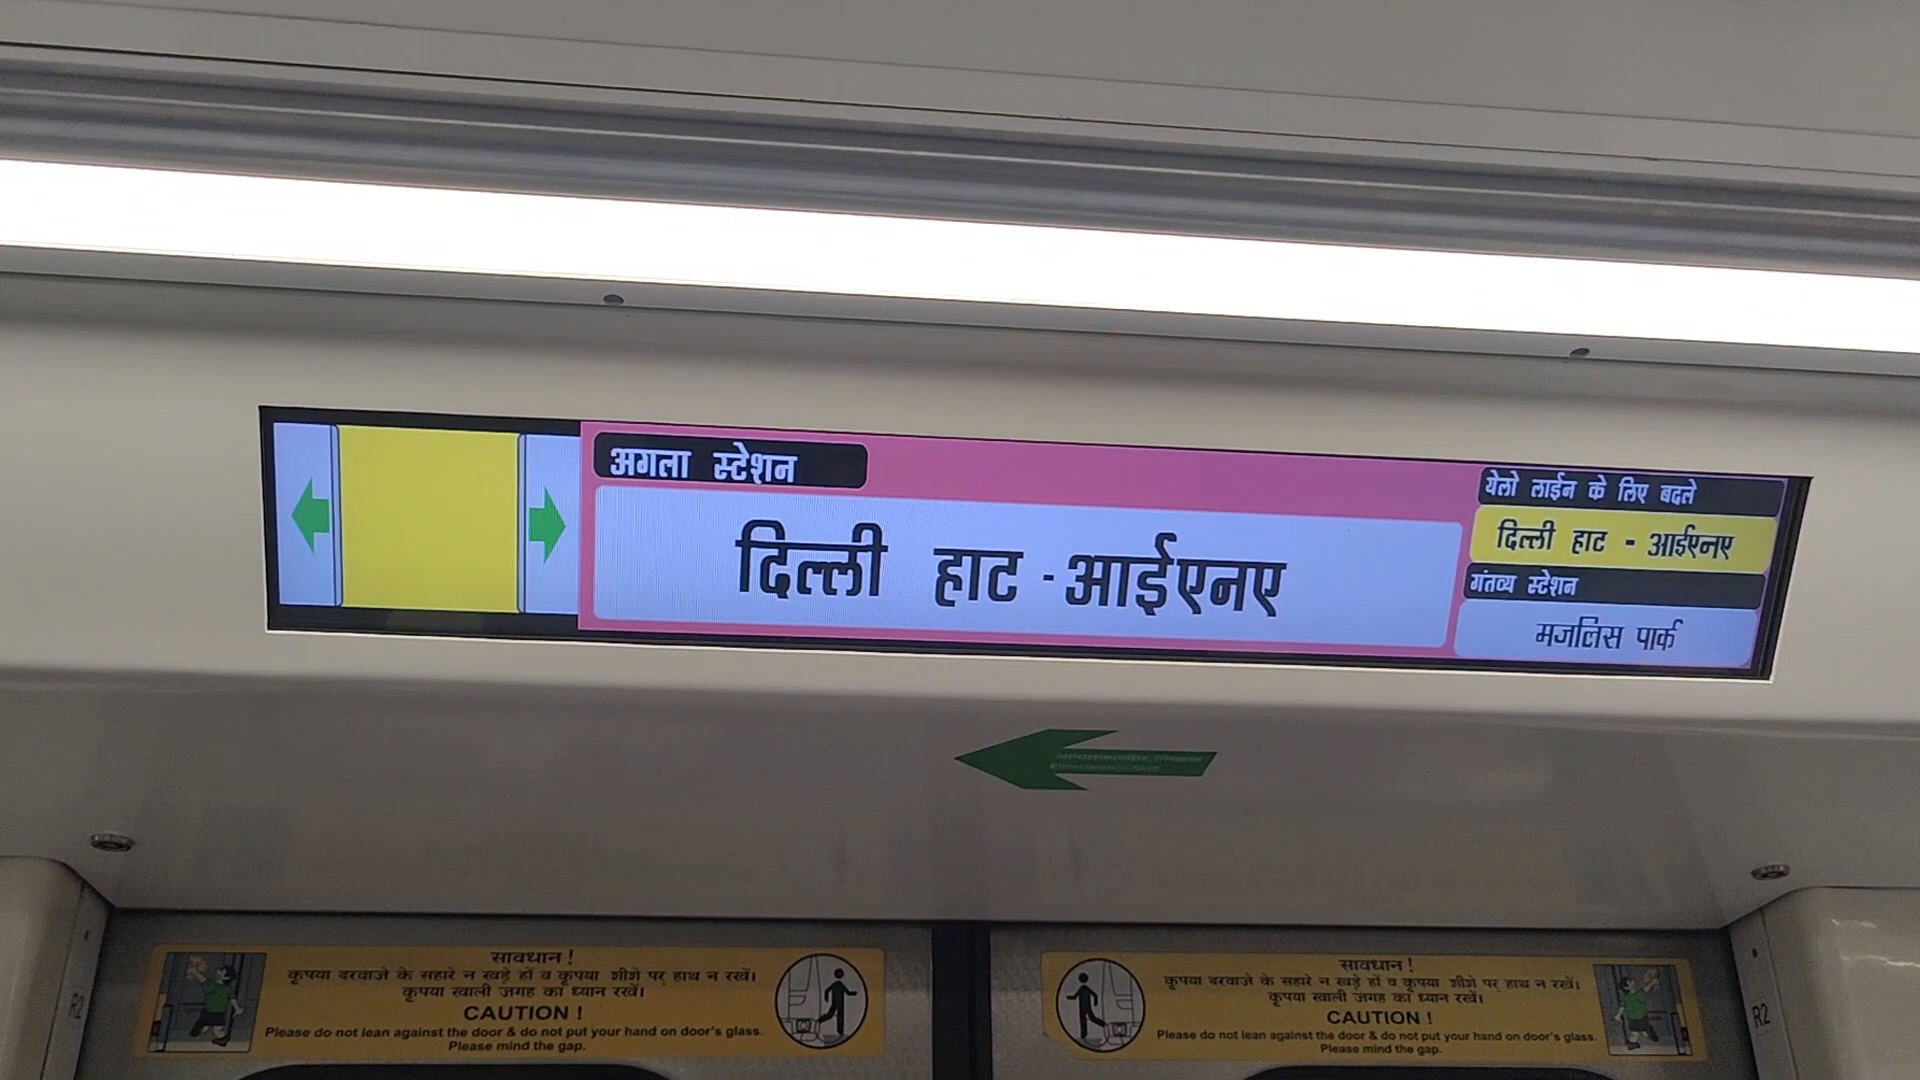 अगला स्टेशन
दिल्ली हाट - आईएनए
येलो लाईन के लिए बदले
दिल्ली हाट - आईएनए
गंतव्य स्टेशन
मजलिस पार्क
सावधान !
कृपया दरवाजे के सहारे न खड़े हों व कृपया शीशे पर हाथ न रखें।
कृपया खाली जगह का ध्यान रखें।
CAUTION !
Please do not lean against the door & do not put your hand on door's glass.
Please mind the gap.
सावधान !
कृपया दरवाजे के सहारे न खड़े हों व कृपया शीशे पर हाथ न रखें।
कृपया खाली जगह का ध्यान रखें।
CAUTION !
Please do not lean against the door & do not put your hand on door's glass.
Please mind the gap.
R2
R2